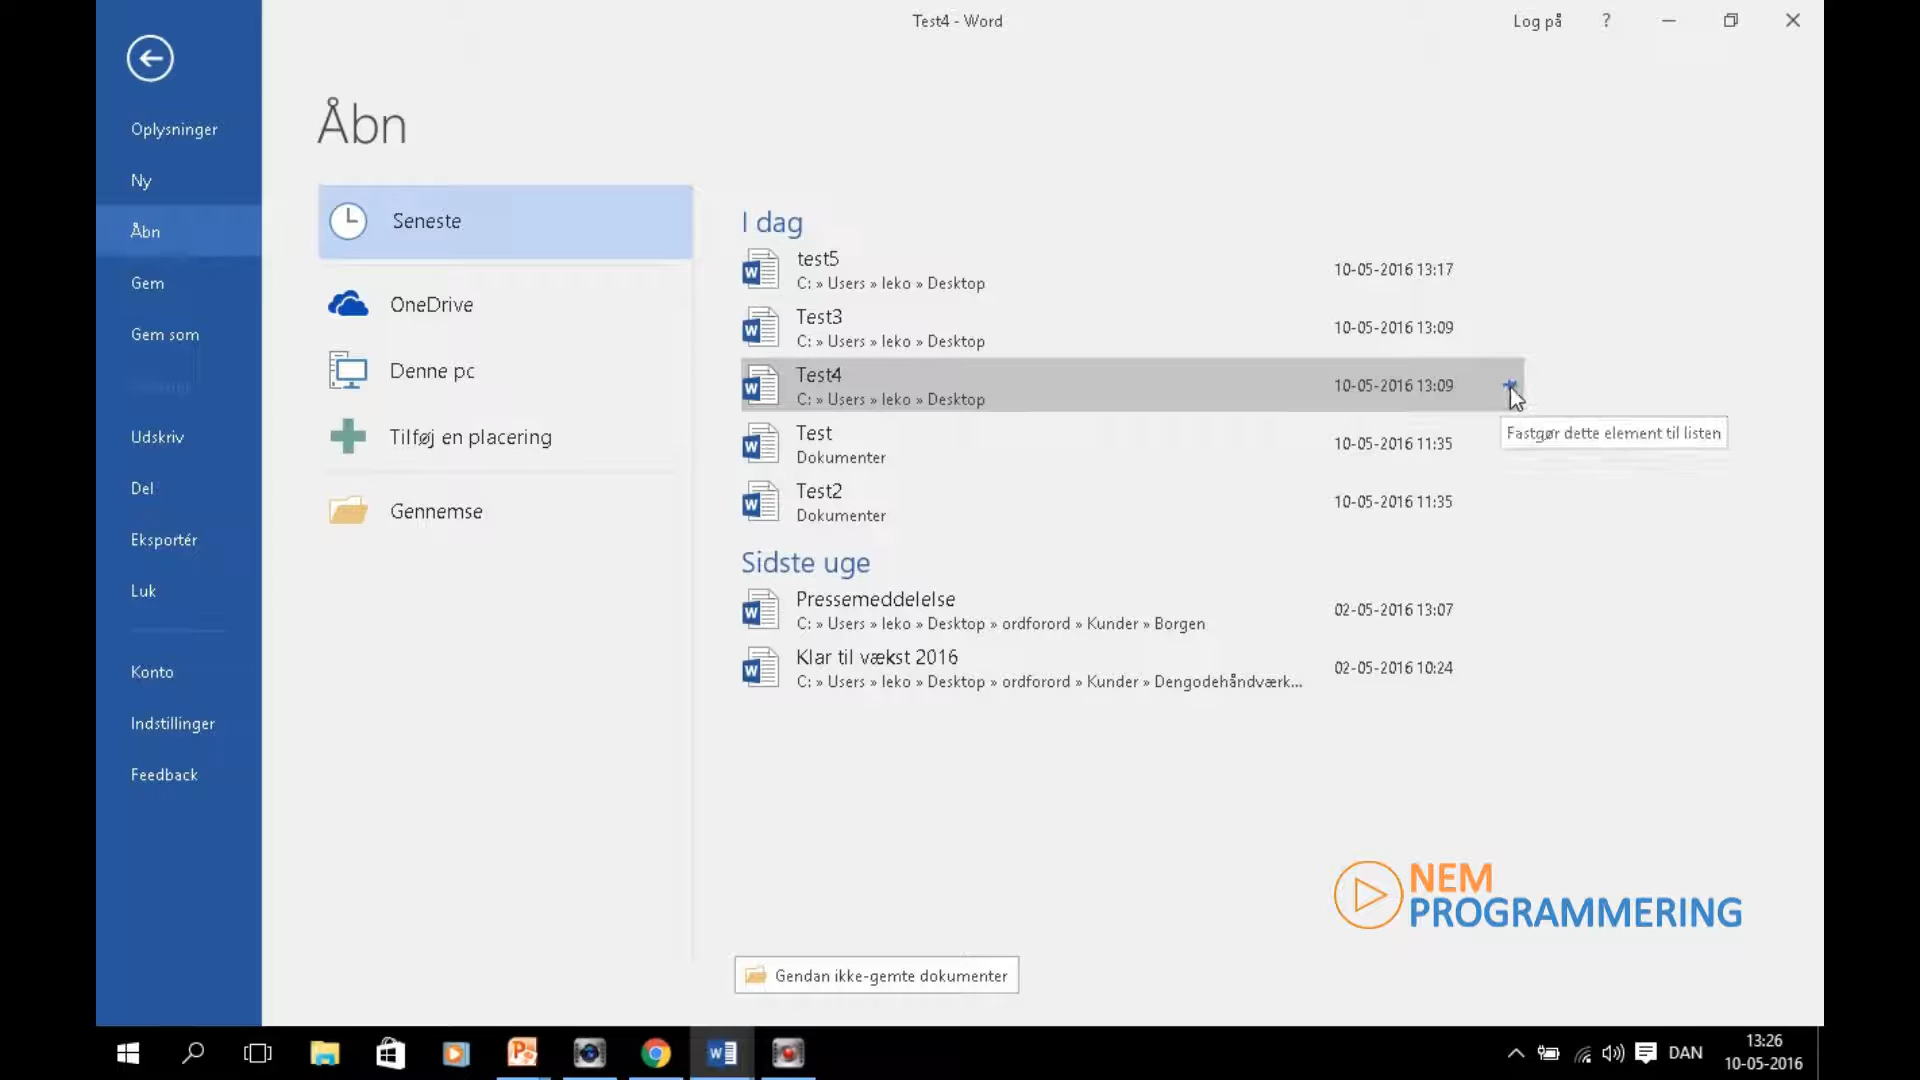 Test4 - Word
Log på
?
Oplysninger
Ny
Åbn
Gem
Gem som
Udskriv
Del
Eksportér
Luk
Konto
Indstillinger
Feedback
Åbn
Seneste
OneDrive
Denne pc
Tilføj en placering
Gennemse
I dag
test5
C: » Users » leko » Desktop
10-05-2016 13:17
Test3
C: » Users » leko » Desktop
10-05-2016 13:09
Test4
C: » Users » leko » Desktop
10-05-2016 13:09
Fastgør dette element til listen
Test
Dokumenter
10-05-2016 11:35
Test2
Dokumenter
10-05-2016 11:35
Sidste uge
Pressemeddelelse
C: » Users » leko » Desktop » ordforord » Kunder » Borgen
02-05-2016 13:07
Klar til vækst 2016
C: » Users » leko » Desktop » ordforord » Kunder » Dengodehåndværk...
02-05-2016 10:24
NEM
PROGRAMMERING
Gendan ikke-gemte dokumenter
DAN
13:26
10-05-2016